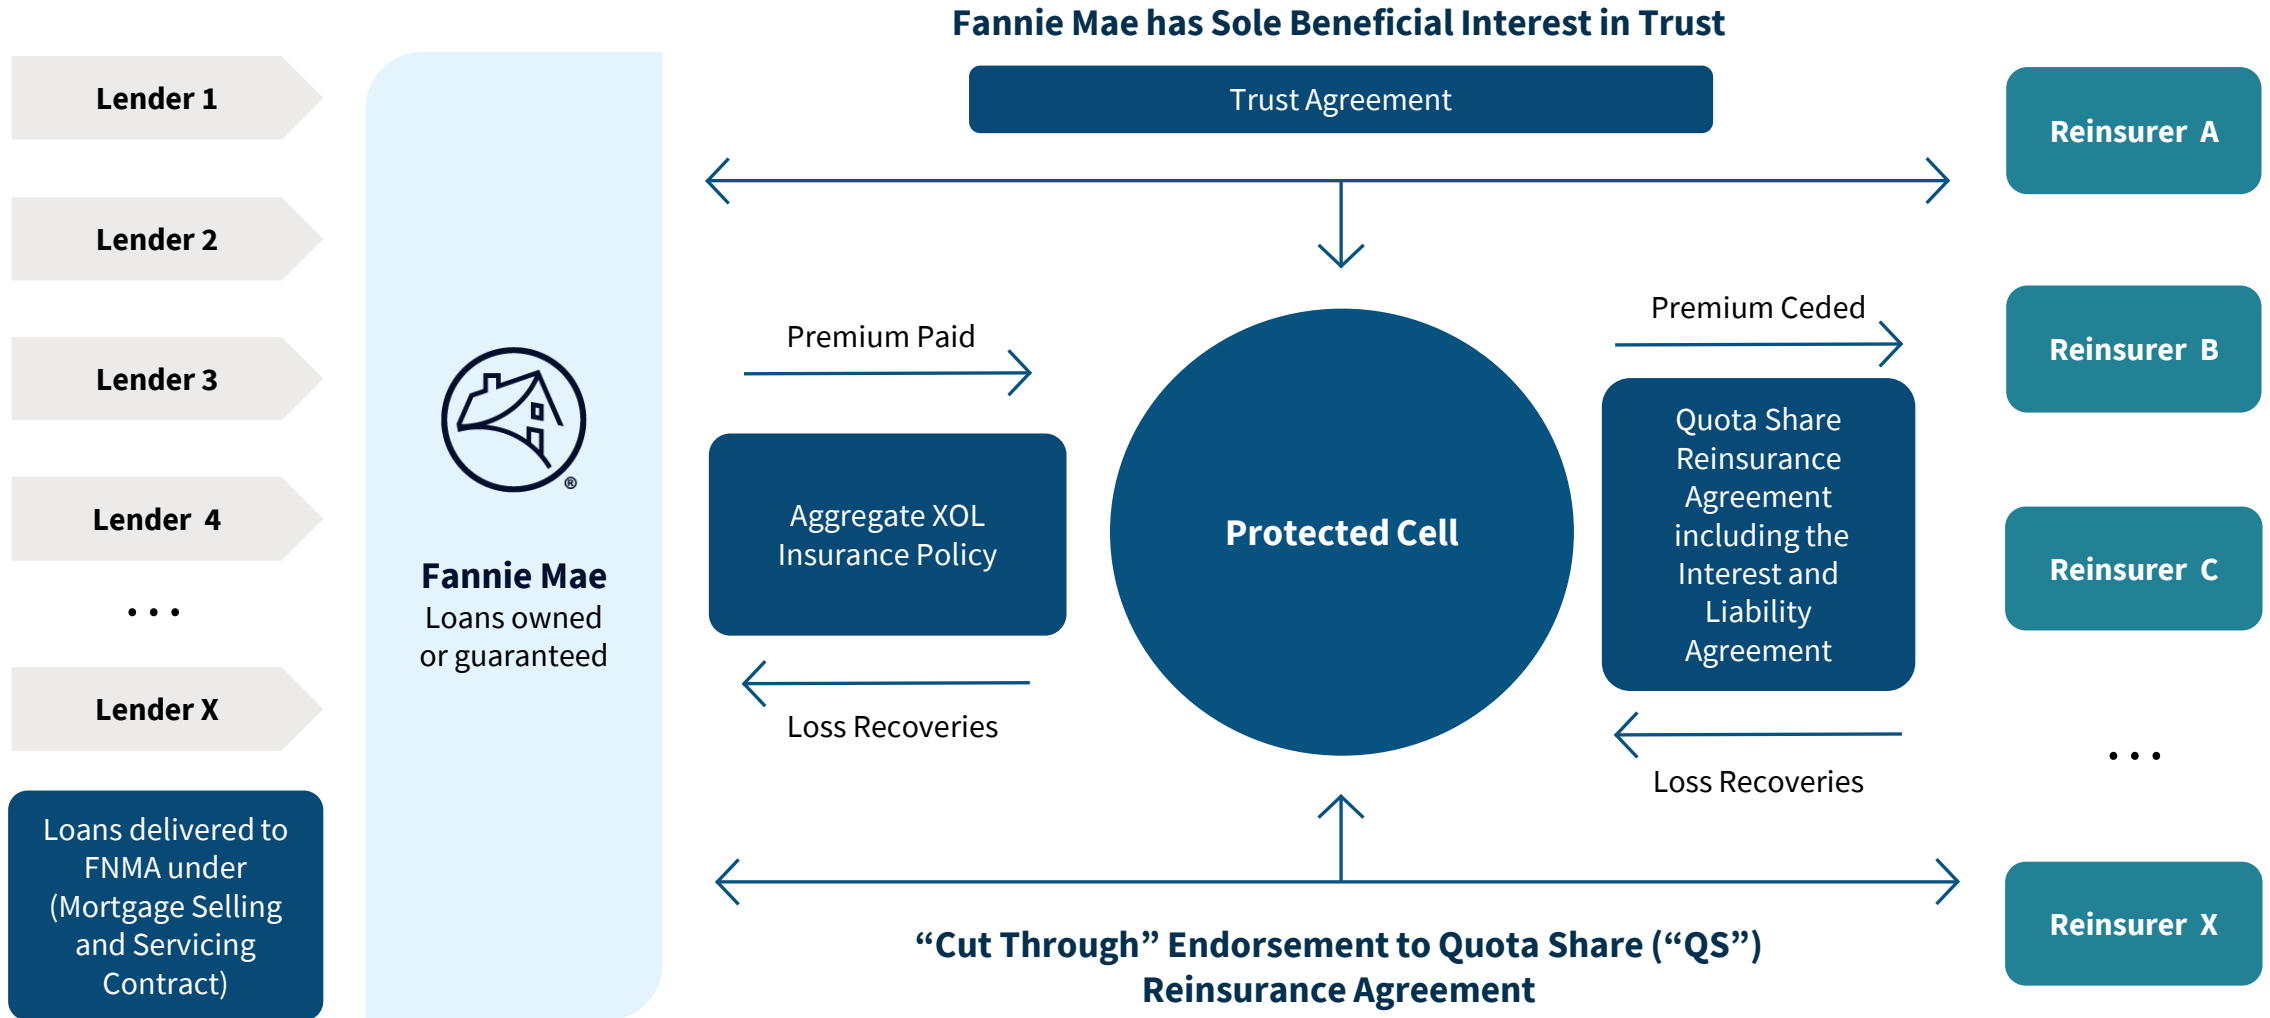 Fannie Mae has Sole Beneficial Interest in Trust
Trust Agreement
Lender 1
Lender 2
Lender 3
Lender 4
...
Lender X
Loans delivered to
FNMA under
(Mortgage Selling
and Servicing
Contract)
®
Fannie Mae
Loans owned
or guaranteed
Premium Paid
Aggregate XOL
Insurance Policy
Loss Recoveries
Protected Cell
Premium Ceded
Quota Share
Reinsurance
Agreement
including the
Interest and
Liability
Agreement
Loss Recoveries
Reinsurer A
Reinsurer B
Reinsurer C
...
Reinsurer X
“Cut Through” Endorsement to Quota Share (“QS”)
Reinsurance Agreement